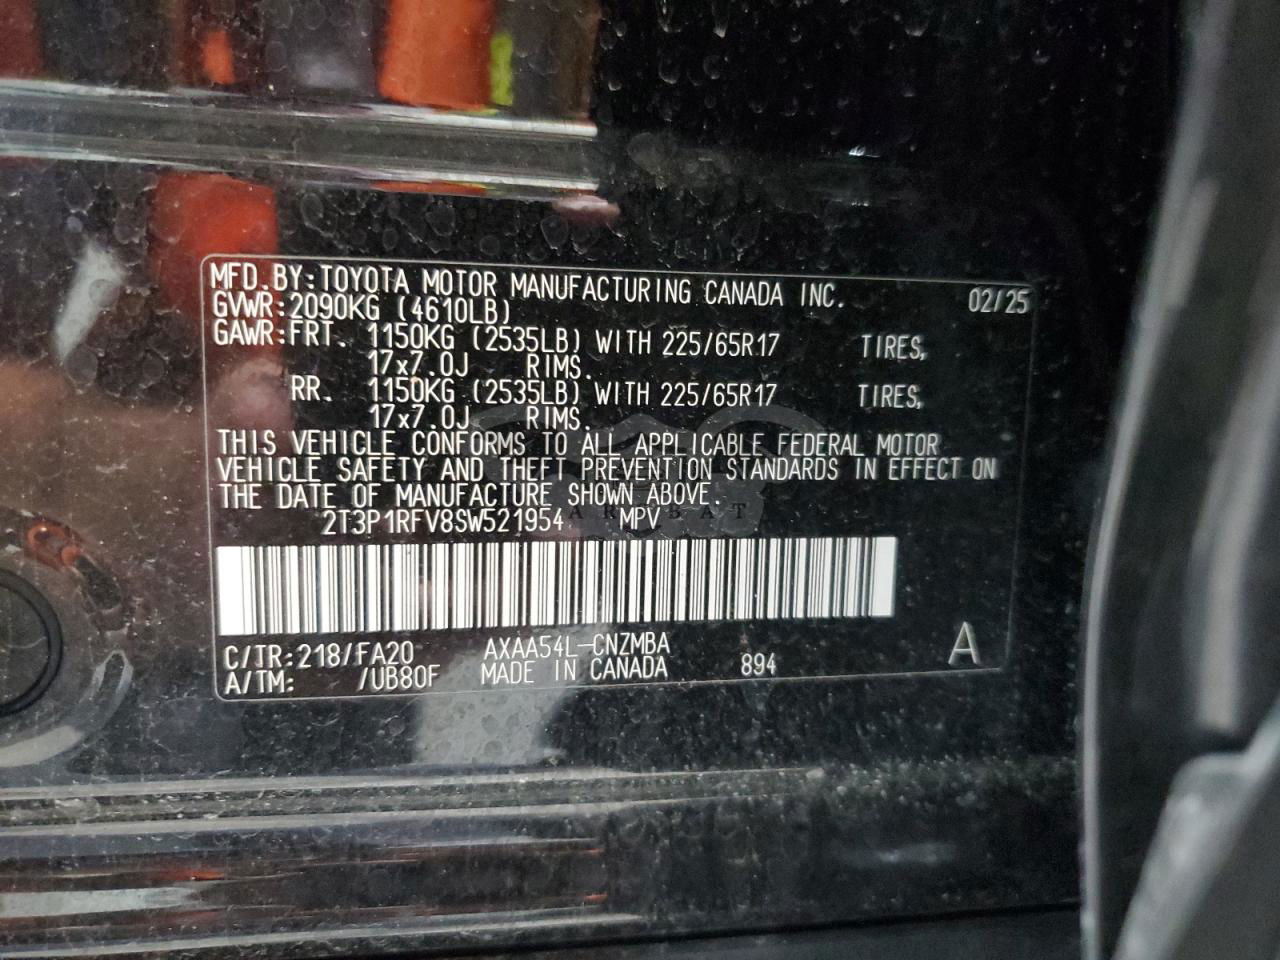 MFD. BY: TOYOTA MOTOR MANUFACTURING CANADA INC. 02/25
GVWR: 2090KG (4610LB)
GAWR: FRT. 1150KG (2535LB) WITH 225/65R17 TIRES,
17x7.0J RIMS.
RR. 1150KG (2535LB) WITH 225/65R17 TIRES,
17x7.0J RIMS.
THIS VEHICLE CONFORMS TO ALL APPLICABLE FEDERAL MOTOR
VEHICLE SAFETY AND THEFT PREVENTION STANDARDS IN EFFECT ON
THE DATE OF MANUFACTURE SHOWN ABOVE.
2T3P1RFV8SW521954 MPV
C/TR: 218/FA20 AXAA54L-CNZMBA
A/TM: /UB80F MADE IN CANADA 894 A